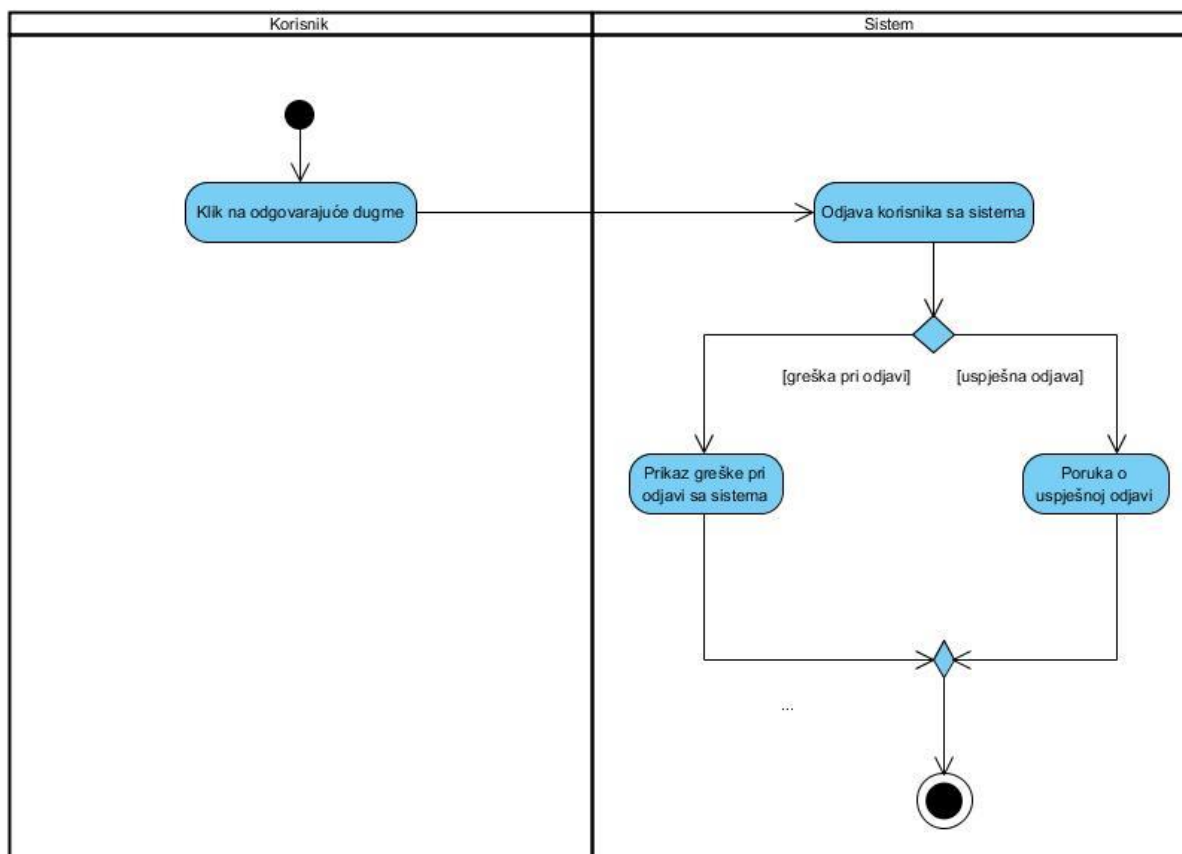 Korisnik
Sistem
Klik na odgovarajuće dugme
Odjava korisnika sa sistema
[greška pri odjavi]
[uspješna odjava]
Prikaz greške pri
odjavi sa sistema
Poruka o
uspješnoj odjavi
...